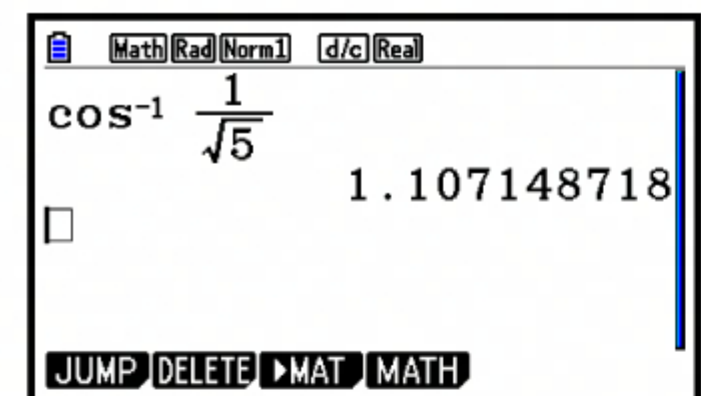 Math Rad Norm1 d/c Real
cos⁻¹ 1/√5
1.107148718
JUMP DELETE ▶MAT MATH